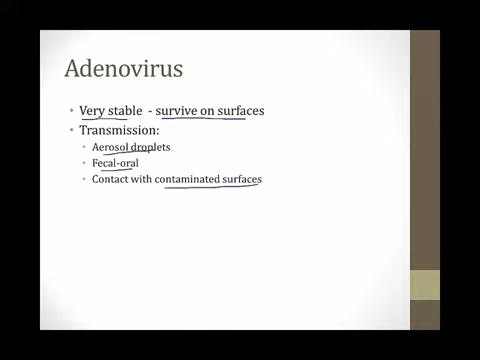 Adenovirus
• Very stable - survive on surfaces
• Transmission:
• Aerosol droplets
• Fecal-oral
• Contact with contaminated surfaces